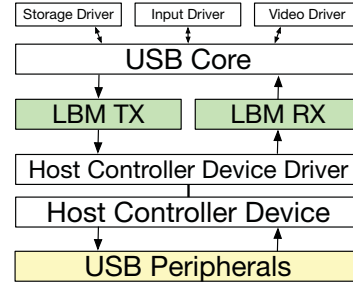 Storage Driver Input Driver Video Driver
USB Core
LBM TX LBM RX
Host Controller Device Driver
Host Controller Device
USB Peripherals